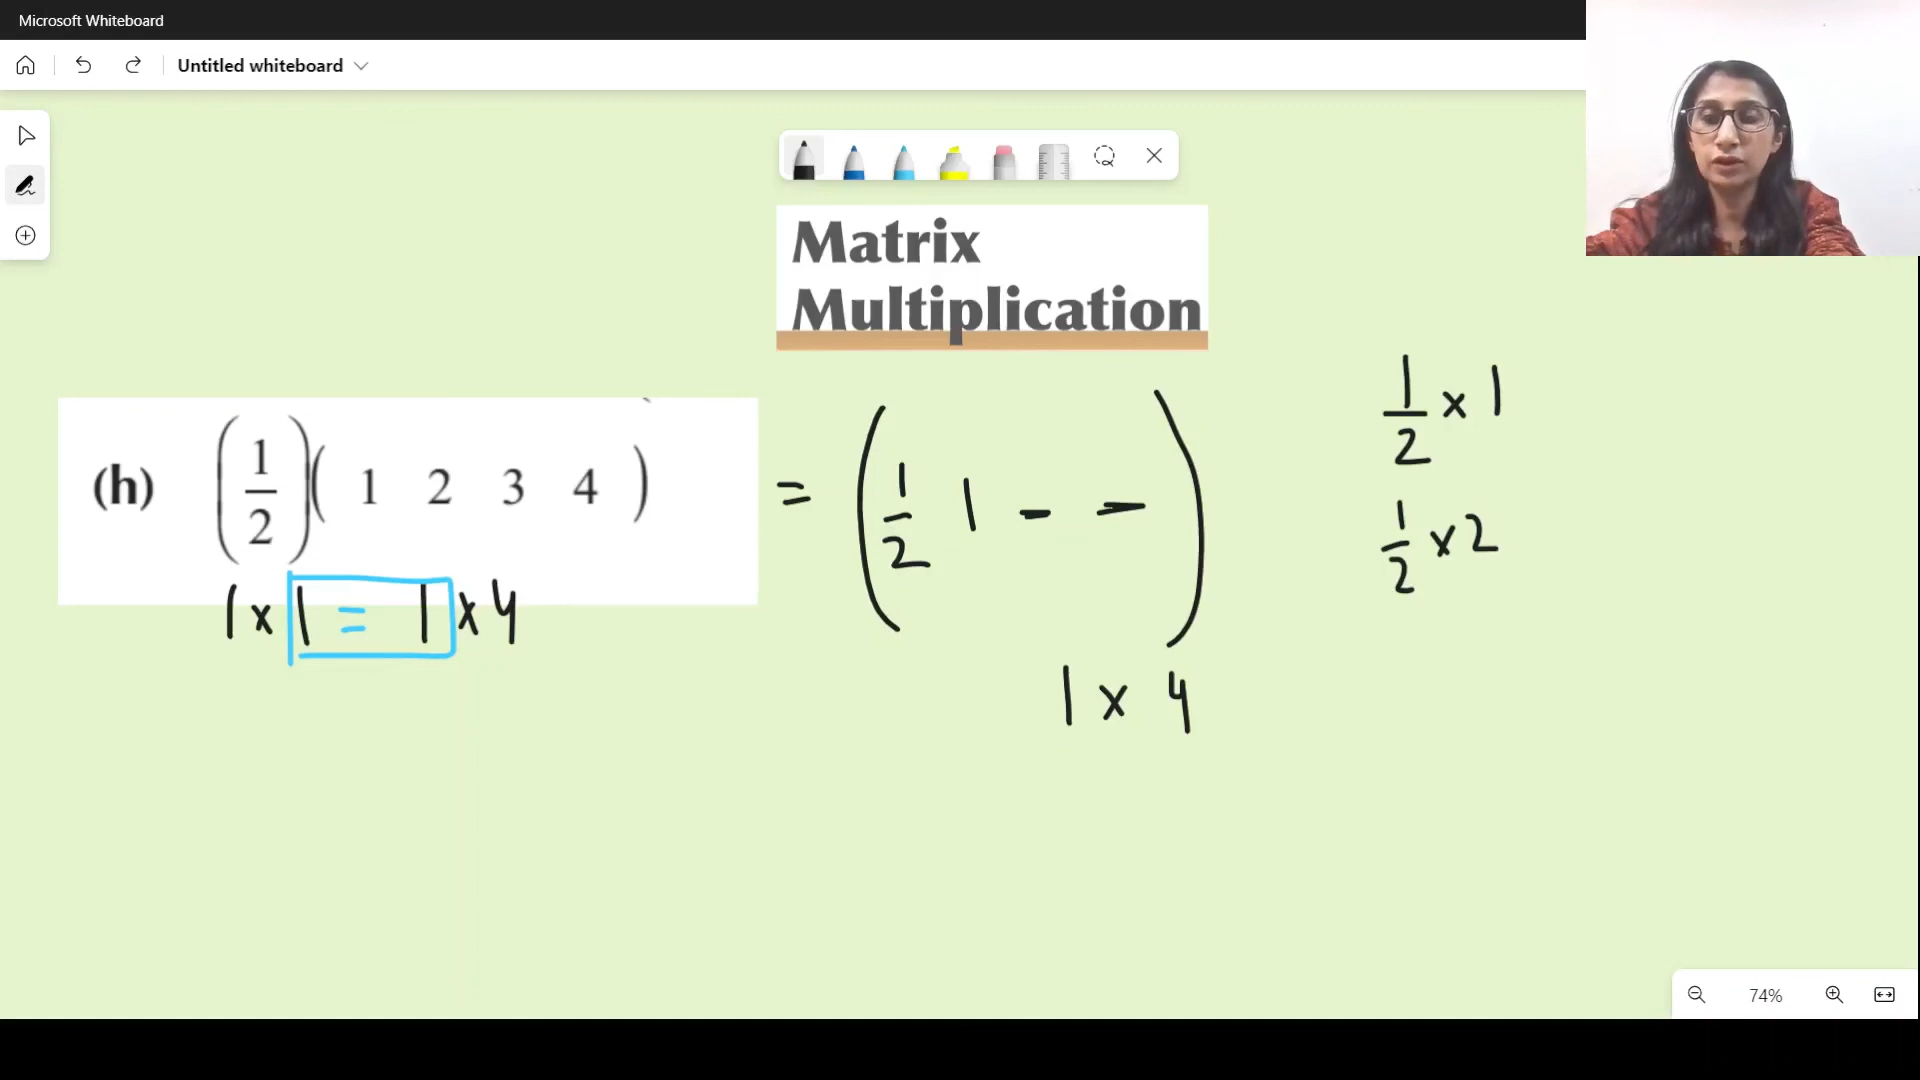 Microsoft Whiteboard
Untitled whiteboard
Matrix
Multiplication
(h) (1/2)( 1 2 3 4 ) = (1/2 1 - -)
1 x 1 = 1 x 4
1 x 4
1/2 x 1
1/2 x 2
74%